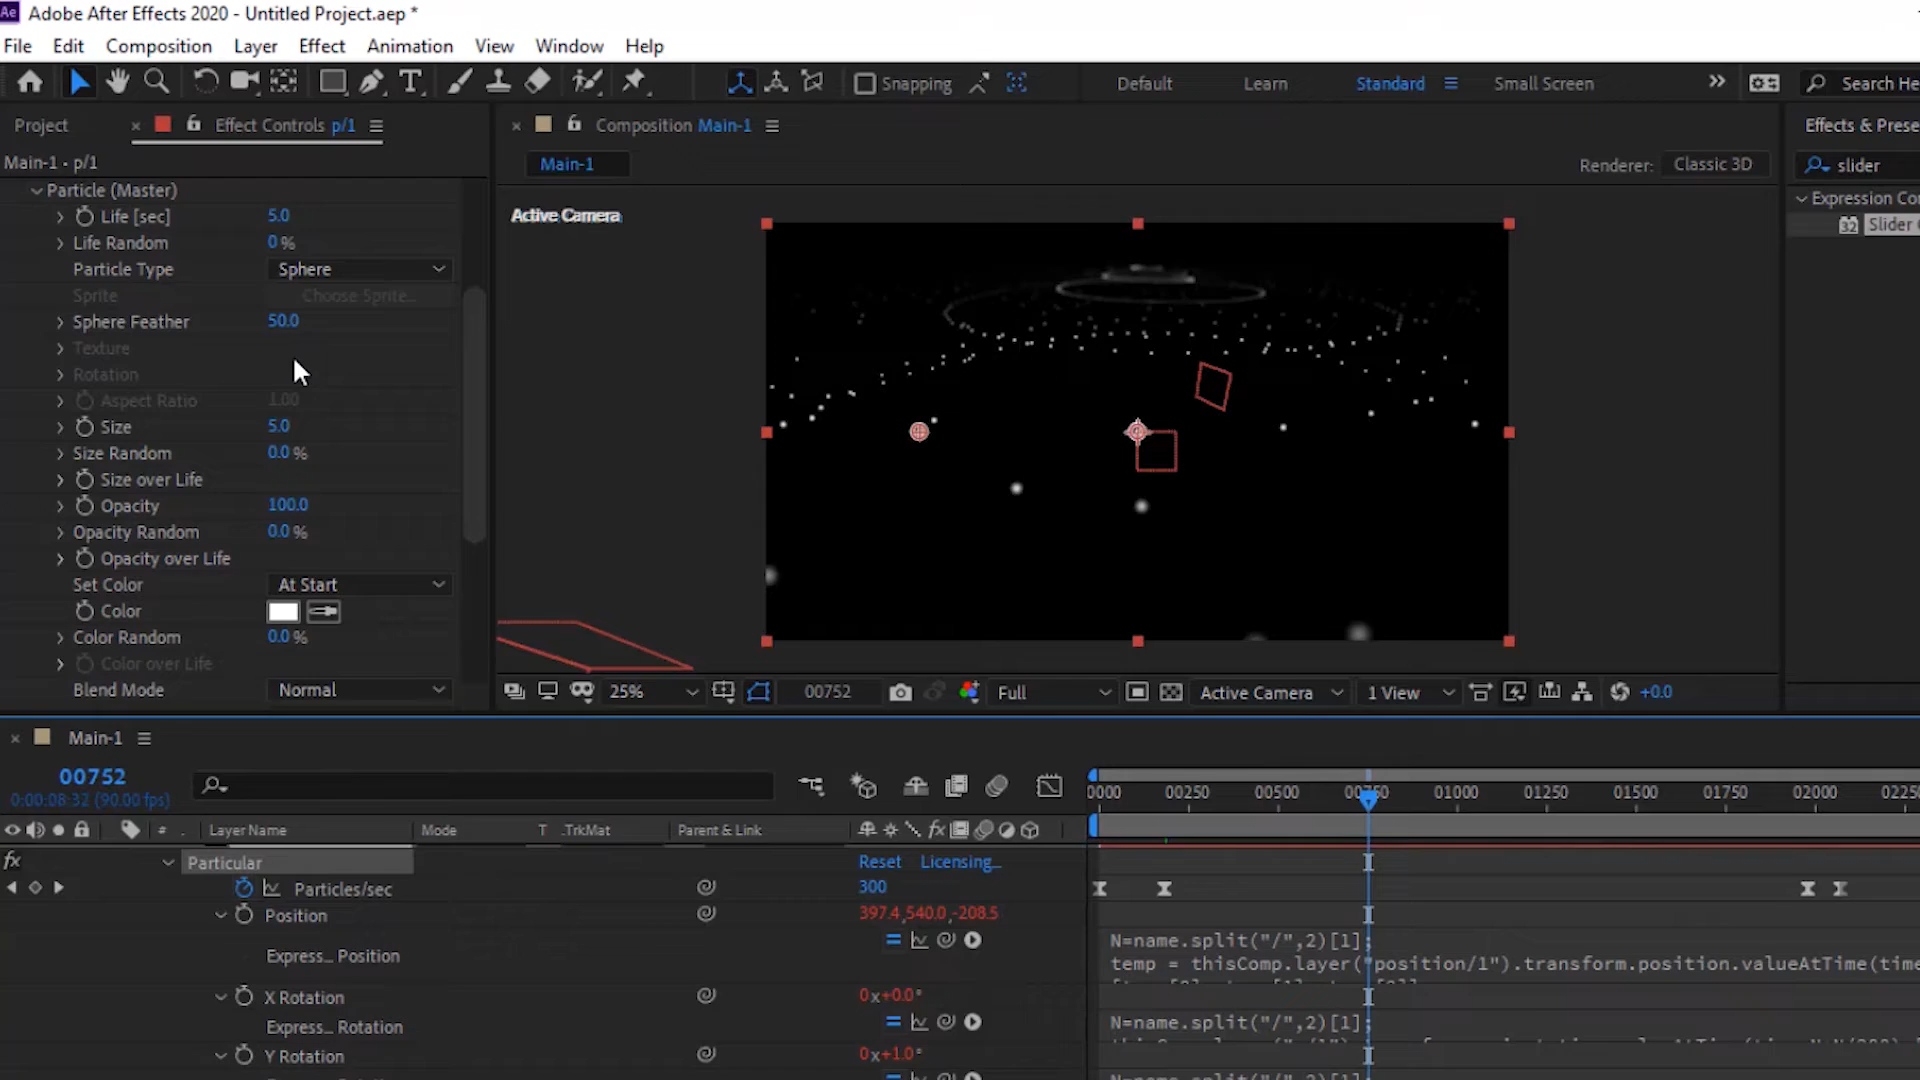 Ae Adobe After Effects 2020 - Untitled Project.aep *
File Edit Composition Layer Effect Animation View Window Help
Snapping Default Learn Standard Small Screen Search He
Project Effect Controls p/1 Composition Main-1 Effects & Prese
Main-1 • p/1 Main-1 Renderer: Classic 3D slider
Particle (Master) Expression Co
Life [sec] 5.0 Active Camera 32 Slider
Life Random 0 %
Particle Type Sphere
Sprite Choose Sprite...
Sphere Feather 50.0
Texture
Rotation
Aspect Ratio 1.00
Size 5.0
Size Random 0.0 %
Size over Life
Opacity 100.0
Opacity Random 0.0 %
Opacity over Life
Set Color At Start
Color
Color Random 0.0 %
Color over Life
Blend Mode Normal 25% 00752 Full Active Camera 1 View +0.0
Main-1
00752
0:00:08:32 (90.00 fps) 0000 00250 00500 00750 01000 01250 01500 01750 02000 0225
# Layer Name Mode T .TrkMat Parent & Link fx
fx Particular Reset Licensing...
Particles/sec 300
Position 397.4,540.0,-208.5
N=name.split("/",2)[1];
Express... Position temp = thisComp.layer("position/1").transform.position.valueAtTime(time
X Rotation 0x+0.0°
Express... Rotation N=name.split("/",2)[1];
Y Rotation 0x+1.0°